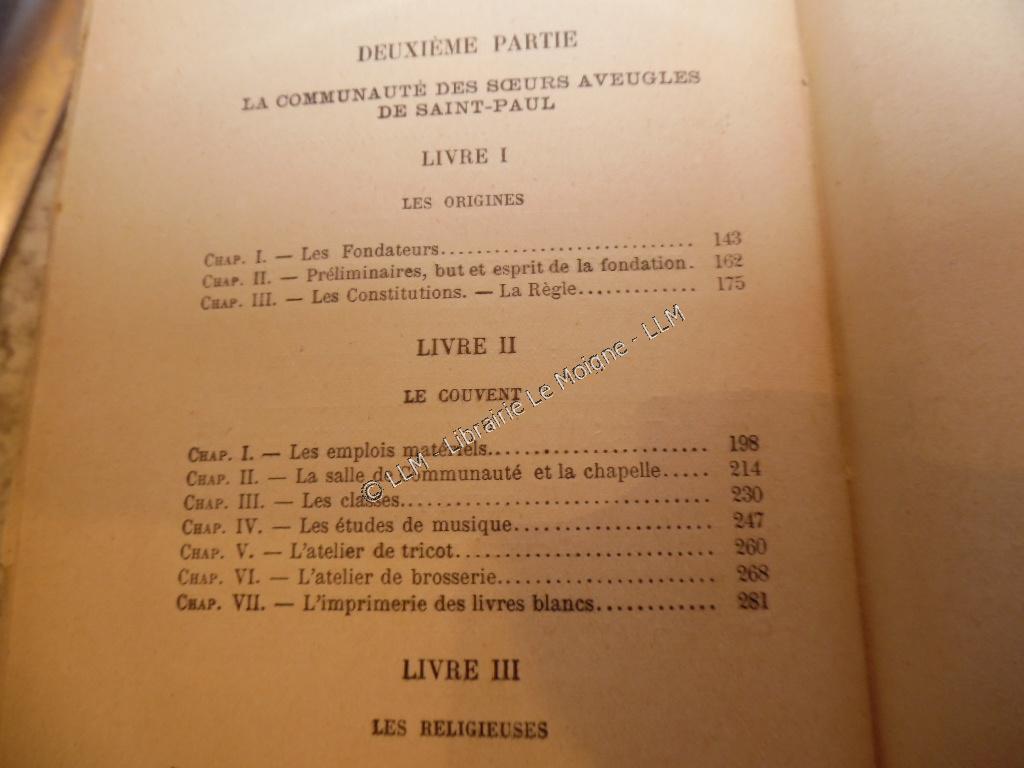 DEUXIÈME PARTIE
LA COMMUNAUTÉ DES SŒURS AVEUGLES
DE SAINT-PAUL
LIVRE I
LES ORIGINES
CHAP. I. — Les Fondateurs........................... 143
CHAP. II. — Préliminaires, but et esprit de la fondation. 162
CHAP. III. — Les Constitutions. — La Règle............. 175
LIVRE II
LE COUVENT
CHAP. I. — Les emplois matériels........................ 198
CHAP. II. — La salle de communauté et la chapelle..... 214
CHAP. III. — Les classes................................. 230
CHAP. IV. — Les études de musique..................... 247
CHAP. V. — L'atelier de tricot........................... 260
CHAP. VI. — L'atelier de brosserie....................... 268
CHAP. VII. — L'imprimerie des livres blancs............ 281
LIVRE III
LES RELIGIEUSES
© LLM - Librairie Le Moigne - LLM